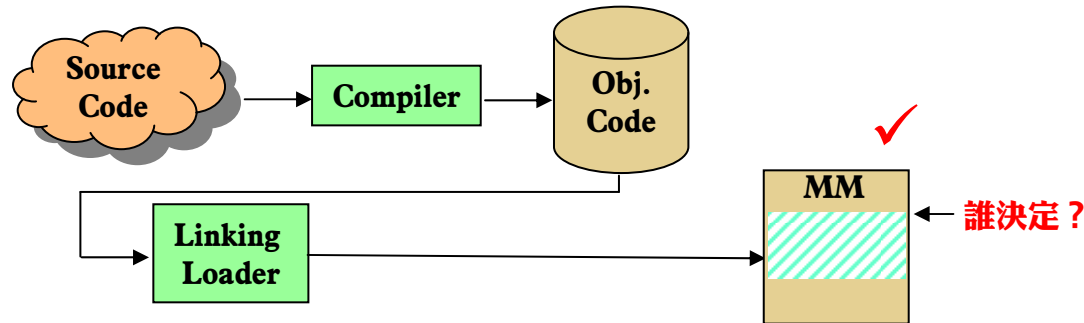 Source
Code
Compiler
Obj.
Code
MM
誰決定？
Linking
Loader